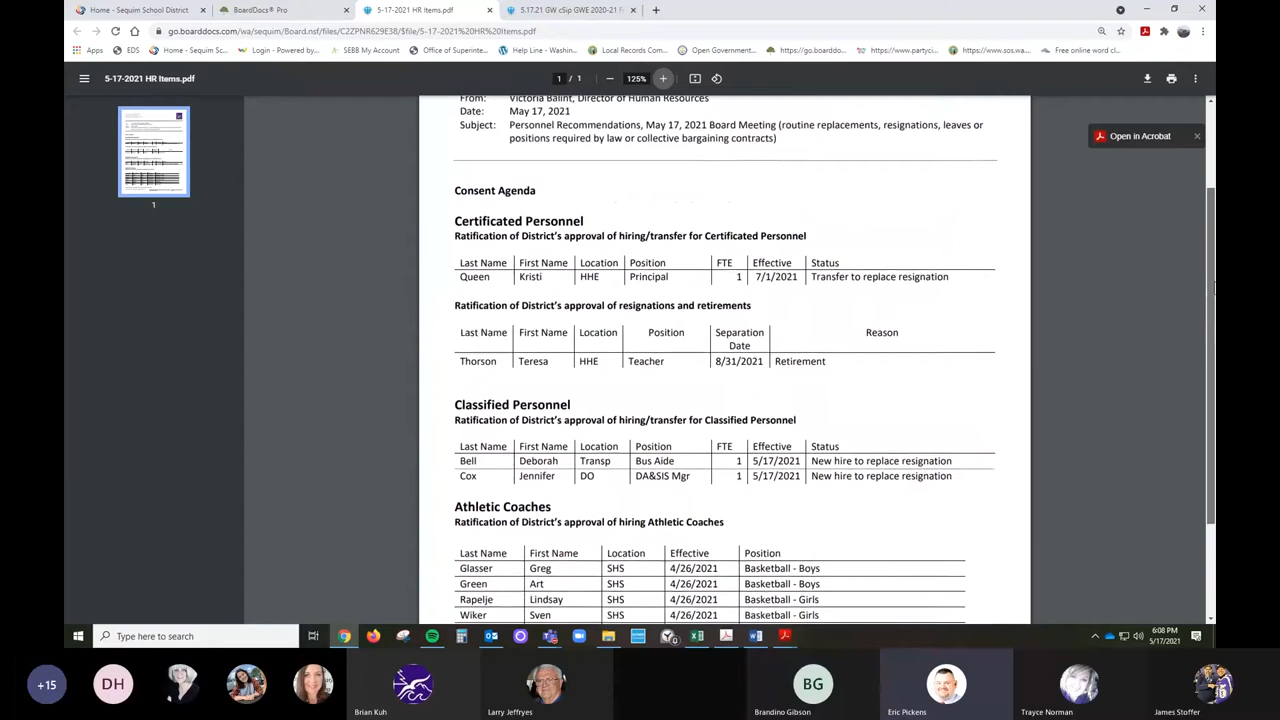 Home - Sequim School District
BoardDocs® Pro
5-17-2021 HR Items.pdf
5.17.21 GW cSip GWE 2020-21 F
go.boarddocs.com/wa/sequim/Board.nsf/files/C2ZPNR629E38/$file/5-17-2021%20HR%20Items.pdf
Apps
EDS
Home - Sequim Sc...
Login - Powered by...
SEBB My Account
Office of Superinte...
Help Line - Washin...
Local Records Com...
Open Government...
https://go.boarddo...
https://www.partyci...
https://www.sos.wa...
Free online word cl...
5-17-2021 HR Items.pdf
1 / 1
125%
Open in Acrobat
1
From: Victoria Balint, Director of Human Resources
Date: May 17, 2021
Subject: Personnel Recommendations, May 17, 2021 Board Meeting (routine replacements, resignations, leaves or
positions required by law or collective bargaining contracts)
Consent Agenda
Certificated Personnel
Ratification of District's approval of hiring/transfer for Certificated Personnel
Last Name First Name Location Position FTE Effective Status
Queen Kristi HHE Principal 1 7/1/2021 Transfer to replace resignation
Ratification of District's approval of resignations and retirements
Last Name First Name Location Position Separation Reason
Date
Thorson Teresa HHE Teacher 8/31/2021 Retirement
Classified Personnel
Ratification of District's approval of hiring/transfer for Classified Personnel
Last Name First Name Location Position FTE Effective Status
Bell Deborah Transp Bus Aide 1 5/17/2021 New hire to replace resignation
Cox Jennifer DO DA&SIS Mgr 1 5/17/2021 New hire to replace resignation
Athletic Coaches
Ratification of District's approval of hiring Athletic Coaches
Last Name First Name Location Effective Position
Glasser Greg SHS 4/26/2021 Basketball - Boys
Green Art SHS 4/26/2021 Basketball - Boys
Rapelje Lindsay SHS 4/26/2021 Basketball - Girls
Wiker Sven SHS 4/26/2021 Basketball - Girls
Type here to search
6:08 PM
5/17/2021
+15
DH
BG
Brian Kuh
Larry Jeffryes
Brandino Gibson
Eric Pickens
Trayce Norman
James Stoffer